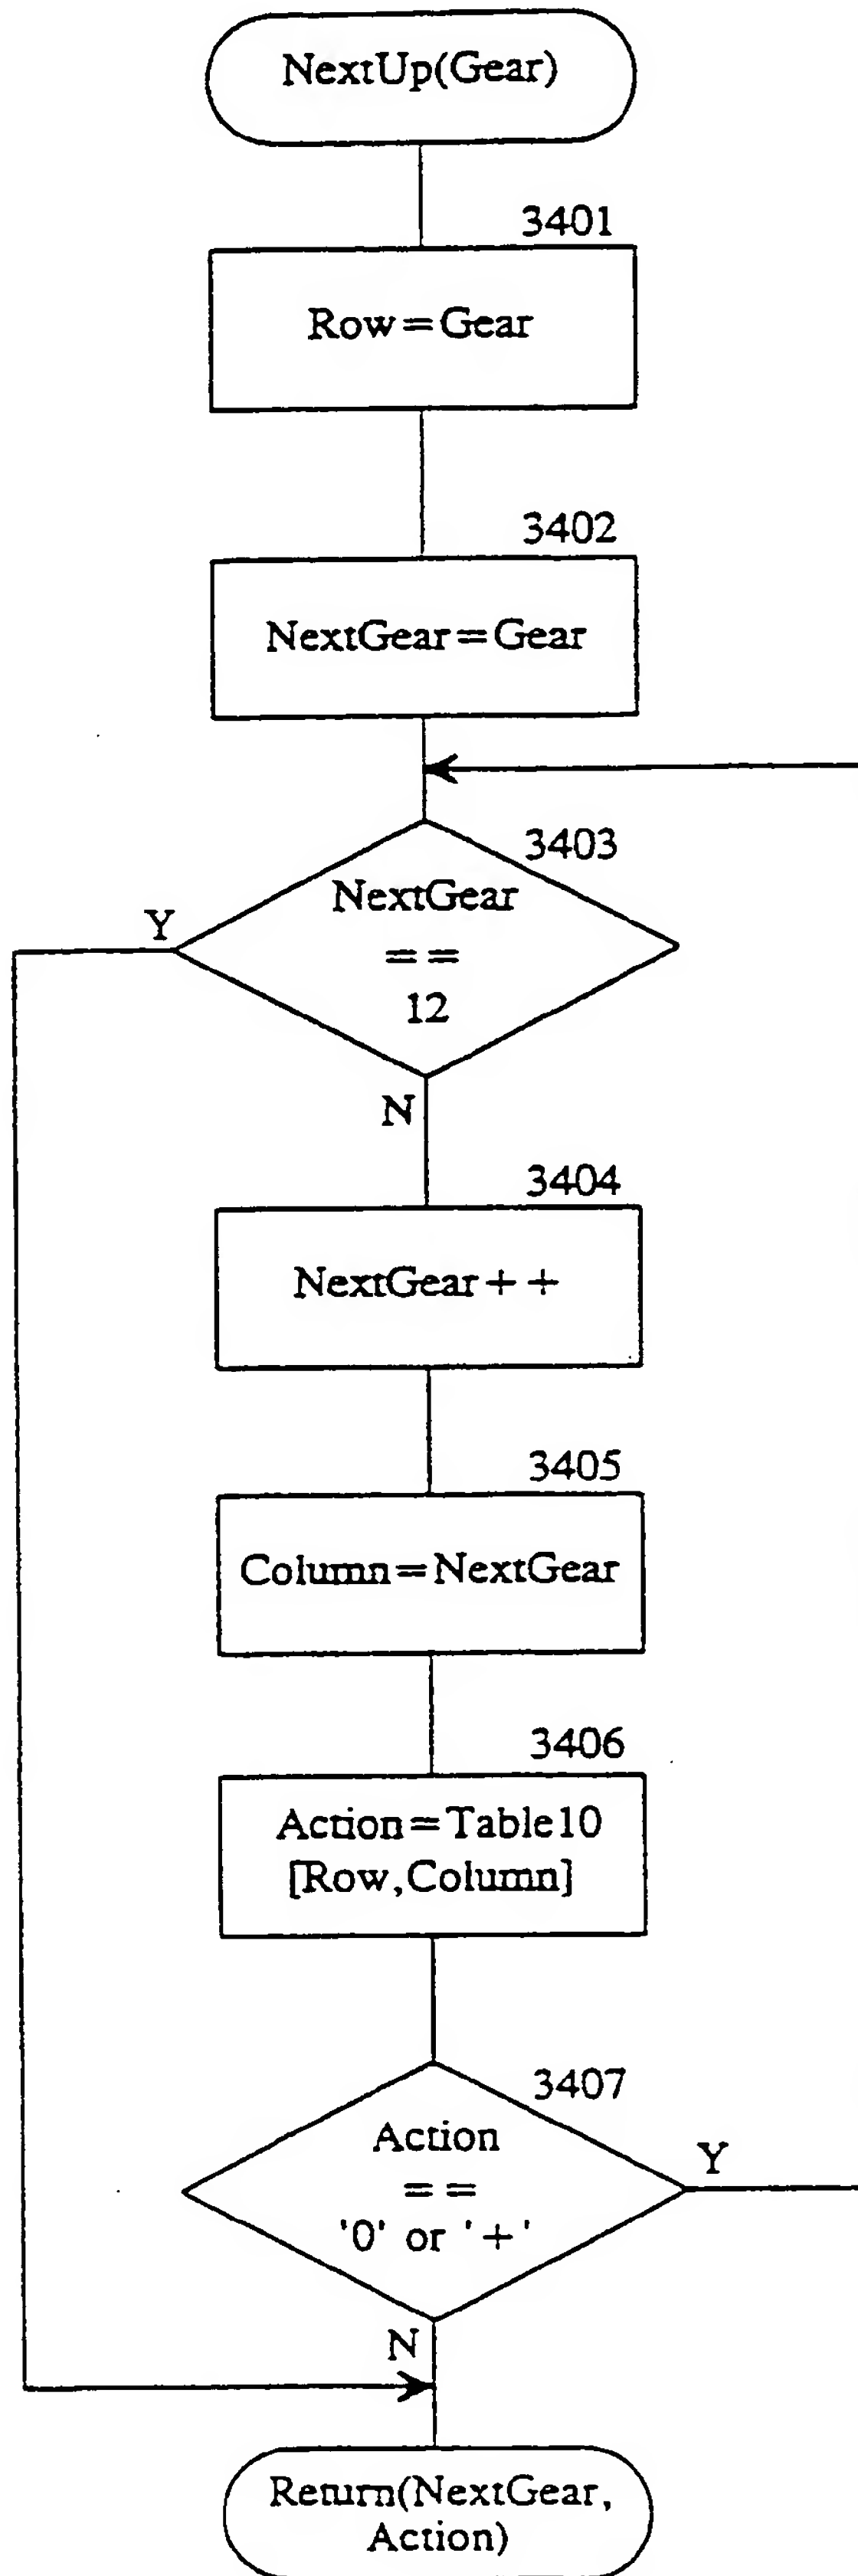 NextUp(Gear)
3401
Row=Gear
3402
NextGear=Gear
3403
NextGear
==
12
Y
N
3404
NextGear++
3405
Column=NextGear
3406
Action=Table10
[Row,Column]
3407
Action
==
'0' or '+'
Y
N
Return(NextGear,
Action)